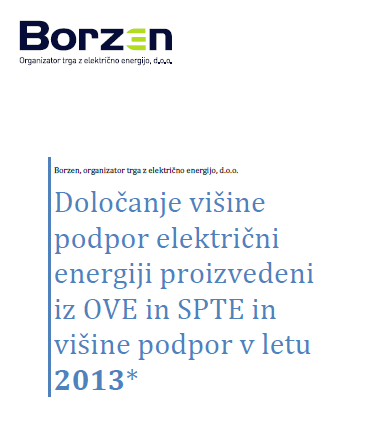 Borzen
Organizator trga z električno energijo, d.o.o.
Borzen, organizator trga z električno energijo, d.o.o.
Določanje višine
podpor električni
energiji proizvedeni
iz OVE in SPTE in
višine podpor v letu
2013*